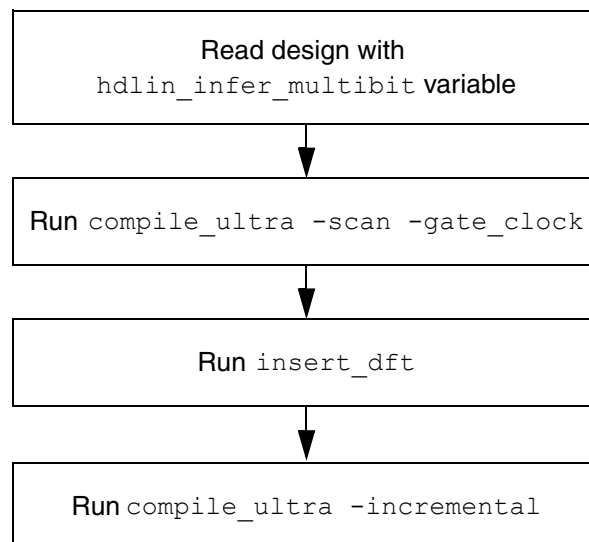 Read design with
hdlin_infer_multibit variable
Run compile_ultra -scan -gate_clock
Run insert_dft
Run compile_ultra -incremental